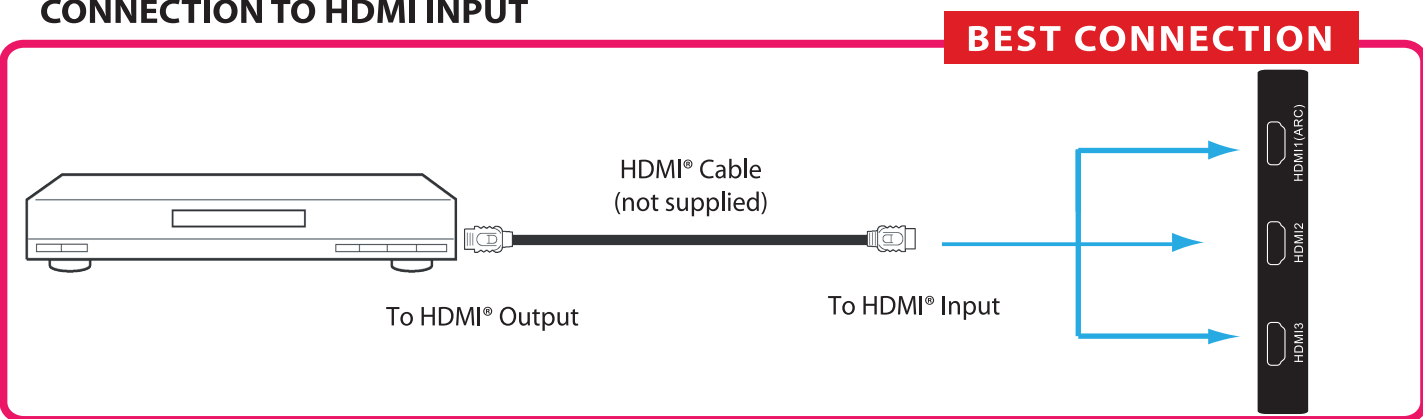 CONNECTION TO HDMI INPUT
BEST CONNECTION
HDMI® Cable
(not supplied)
To HDMI® Output
To HDMI® Input
HDMI1(ARC)
HDMI2
HDMI3